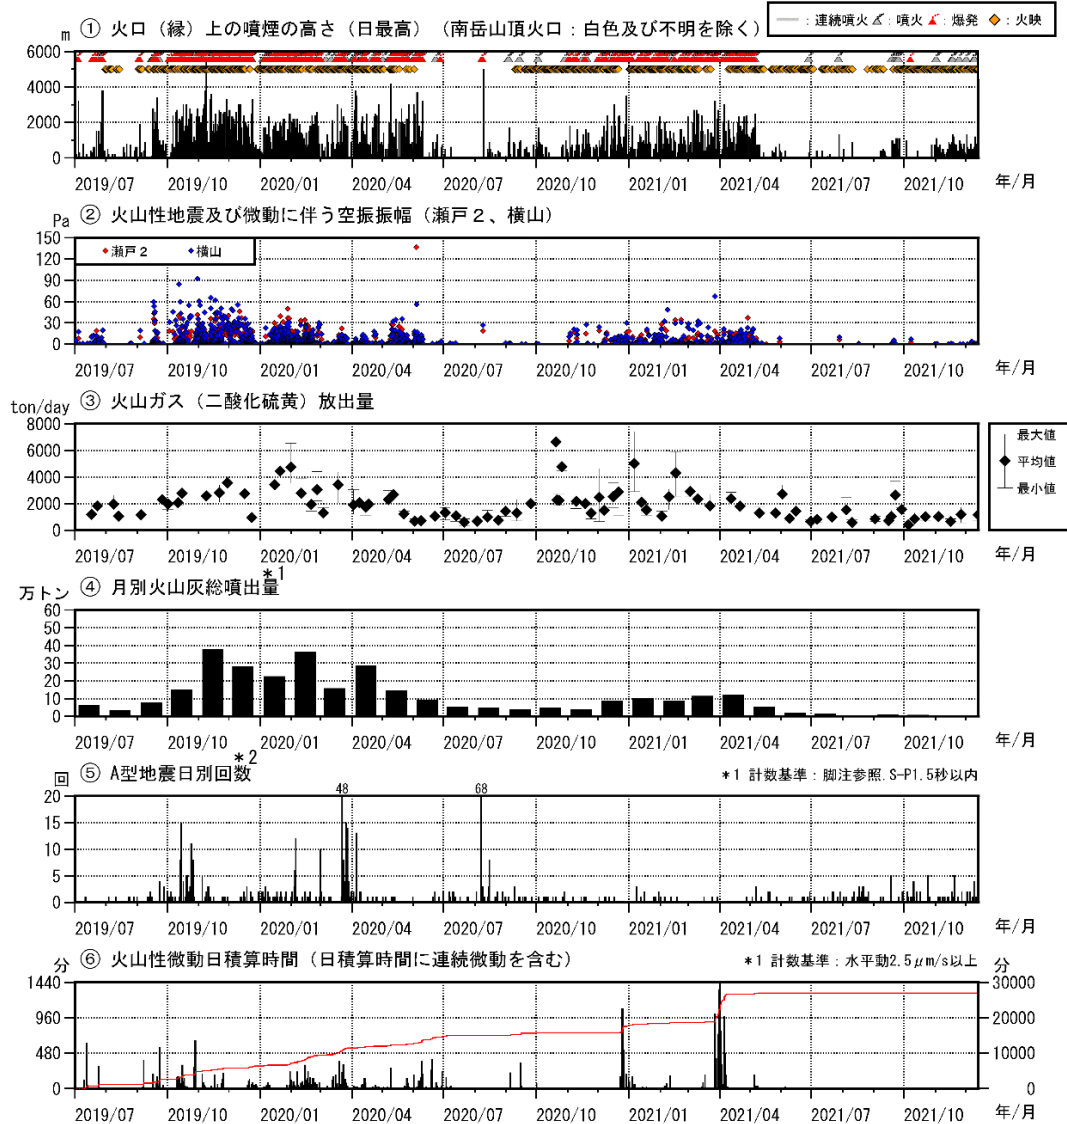 ―― : 連続噴火 : 噴火 : 爆発 : 火映
① 火口（縁）上の噴煙の高さ（日最高）（南岳山頂火口：白色及び不明を除く）
m
6000
4000
2000
0
2019/07 2019/10 2020/01 2020/04 2020/07 2020/10 2021/01 2021/04 2021/07 2021/10 年/月
② 火山性地震及び微動に伴う空振振幅（瀬戸２、横山）
Pa
瀬戸２ 横山
150
120
90
60
30
0
2019/07 2019/10 2020/01 2020/04 2020/07 2020/10 2021/01 2021/04 2021/07 2021/10 年/月
③ 火山ガス（二酸化硫黄）放出量
ton/day
8000
6000
4000
2000
0
最大値
平均値
最小値
2019/07 2019/10 2020/01 2020/04 2020/07 2020/10 2021/01 2021/04 2021/07 2021/10 年/月
④ 月別火山灰総噴出量*1
万トン
60
50
40
30
20
10
0
2019/07 2019/10 2020/01 2020/04 2020/07 2020/10 2021/01 2021/04 2021/07 2021/10 年/月
⑤ A型地震日別回数*2
＊1 計数基準：脚注参照.S-P1.5秒以内
回
48 68
20
15
10
5
0
2019/07 2019/10 2020/01 2020/04 2020/07 2020/10 2021/01 2021/04 2021/07 2021/10 年/月
⑥ 火山性微動日積算時間（日積算時間に連続微動を含む）
＊1 計数基準：水平動2.5μm/s以上
分 分
1440 30000
960 20000
480 10000
0 0
2019/07 2019/10 2020/01 2020/04 2020/07 2020/10 2021/01 2021/04 2021/07 2021/10 年/月